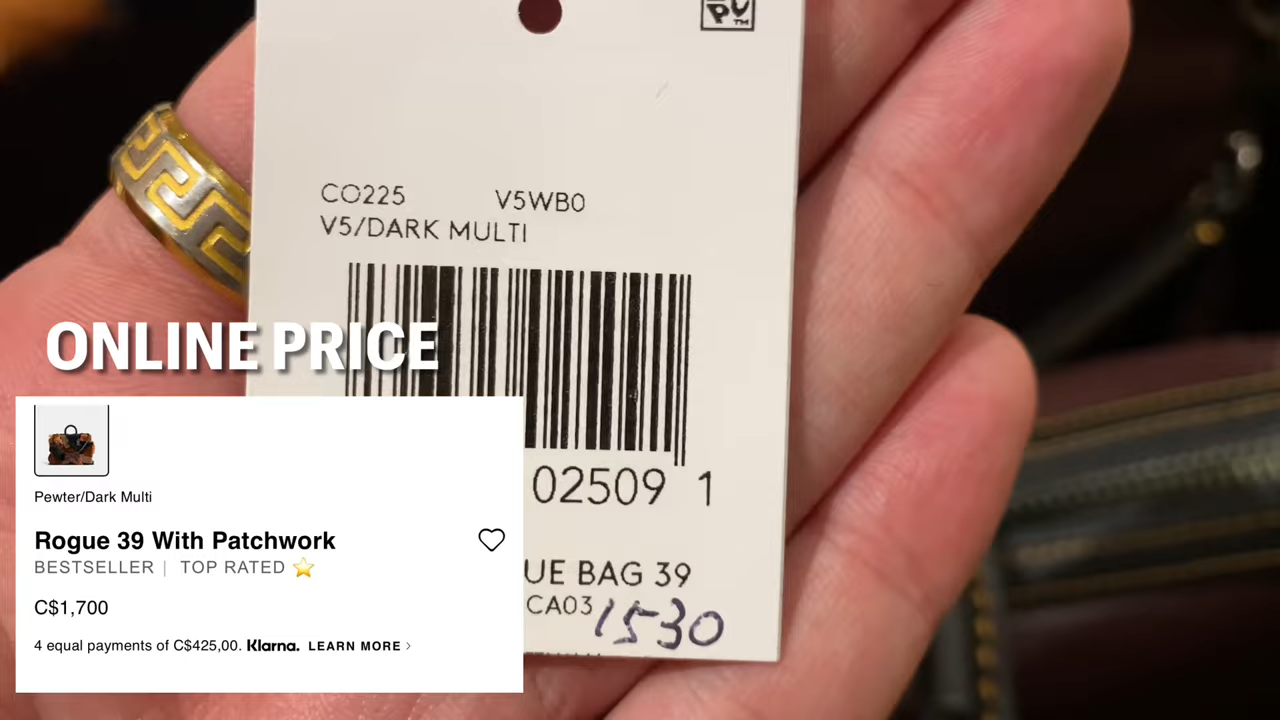 PC™
CO225 V5WB0
V5/DARK MULTI
ONLINE PRICE
02509 1
UE BAG 39
CA03 1530
Pewter/Dark Multi
Rogue 39 With Patchwork
BESTSELLER | TOP RATED ⭐
C$1,700
4 equal payments of C$425,00. Klarna. LEARN MORE >